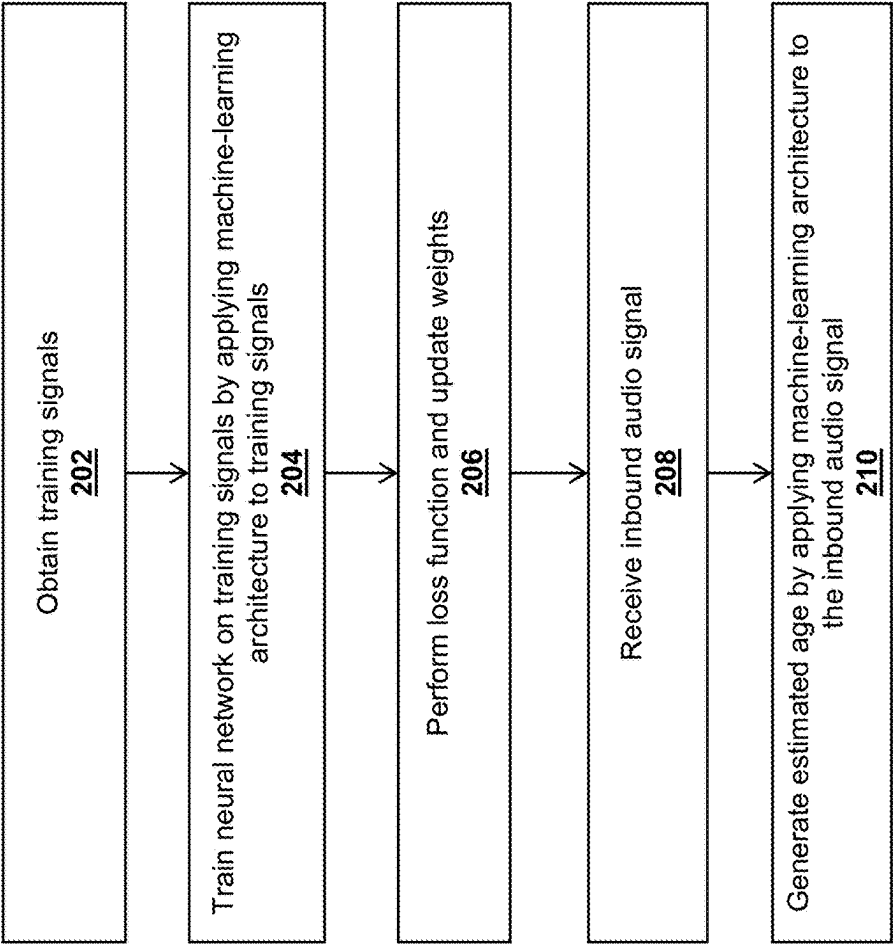 Obtain training signals
202
Train neural network on training signals by applying machine-learning
architecture to training signals
204
Perform loss function and update weights
206
Receive inbound audio signal
208
Generate estimated age by applying machine-learning architecture to
the inbound audio signal
210